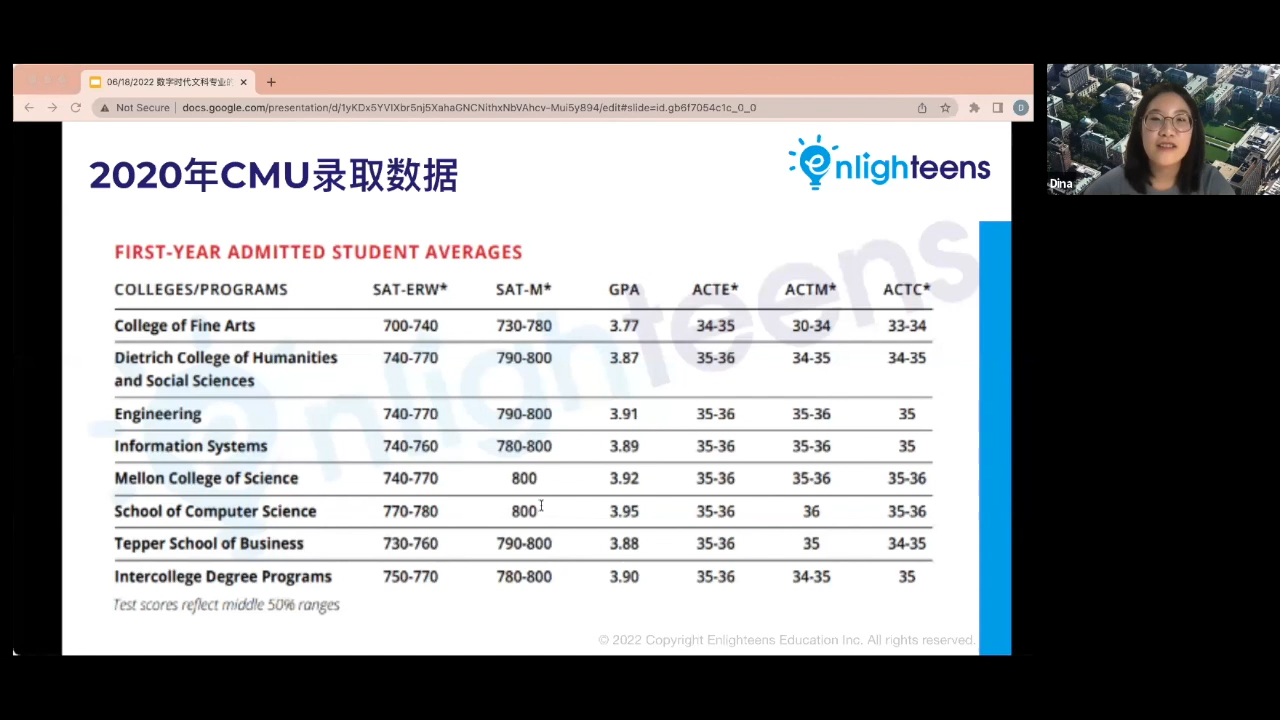 06/18/2022 数字时代文科专业的
Not Secure | docs.google.com/presentation/d/1yKDx5YVIXbr5nj5XahaGNCNithxNbVAhcv-Mui5y894/edit#slide=id.gb6f7054c1c_0_0
D
2020年CMU录取数据
enlighteens
Dina
FIRST-YEAR ADMITTED STUDENT AVERAGES
COLLEGES/PROGRAMS SAT-ERW* SAT-M* GPA ACTE* ACTM* ACTC*
College of Fine Arts 700-740 730-780 3.77 34-35 30-34 33-34
Dietrich College of Humanities 740-770 790-800 3.87 35-36 34-35 34-35
and Social Sciences
Engineering 740-770 790-800 3.91 35-36 35-36 35
Information Systems 740-760 780-800 3.89 35-36 35-36 35
Mellon College of Science 740-770 800 3.92 35-36 35-36 35-36
School of Computer Science 770-780 800 3.95 35-36 36 35-36
Tepper School of Business 730-760 790-800 3.88 35-36 35 34-35
Intercollege Degree Programs 750-770 780-800 3.90 35-36 34-35 35
Test scores reflect middle 50% ranges
enlighteens
© 2022 Copyright Enlighteens Education Inc. All rights reserved.